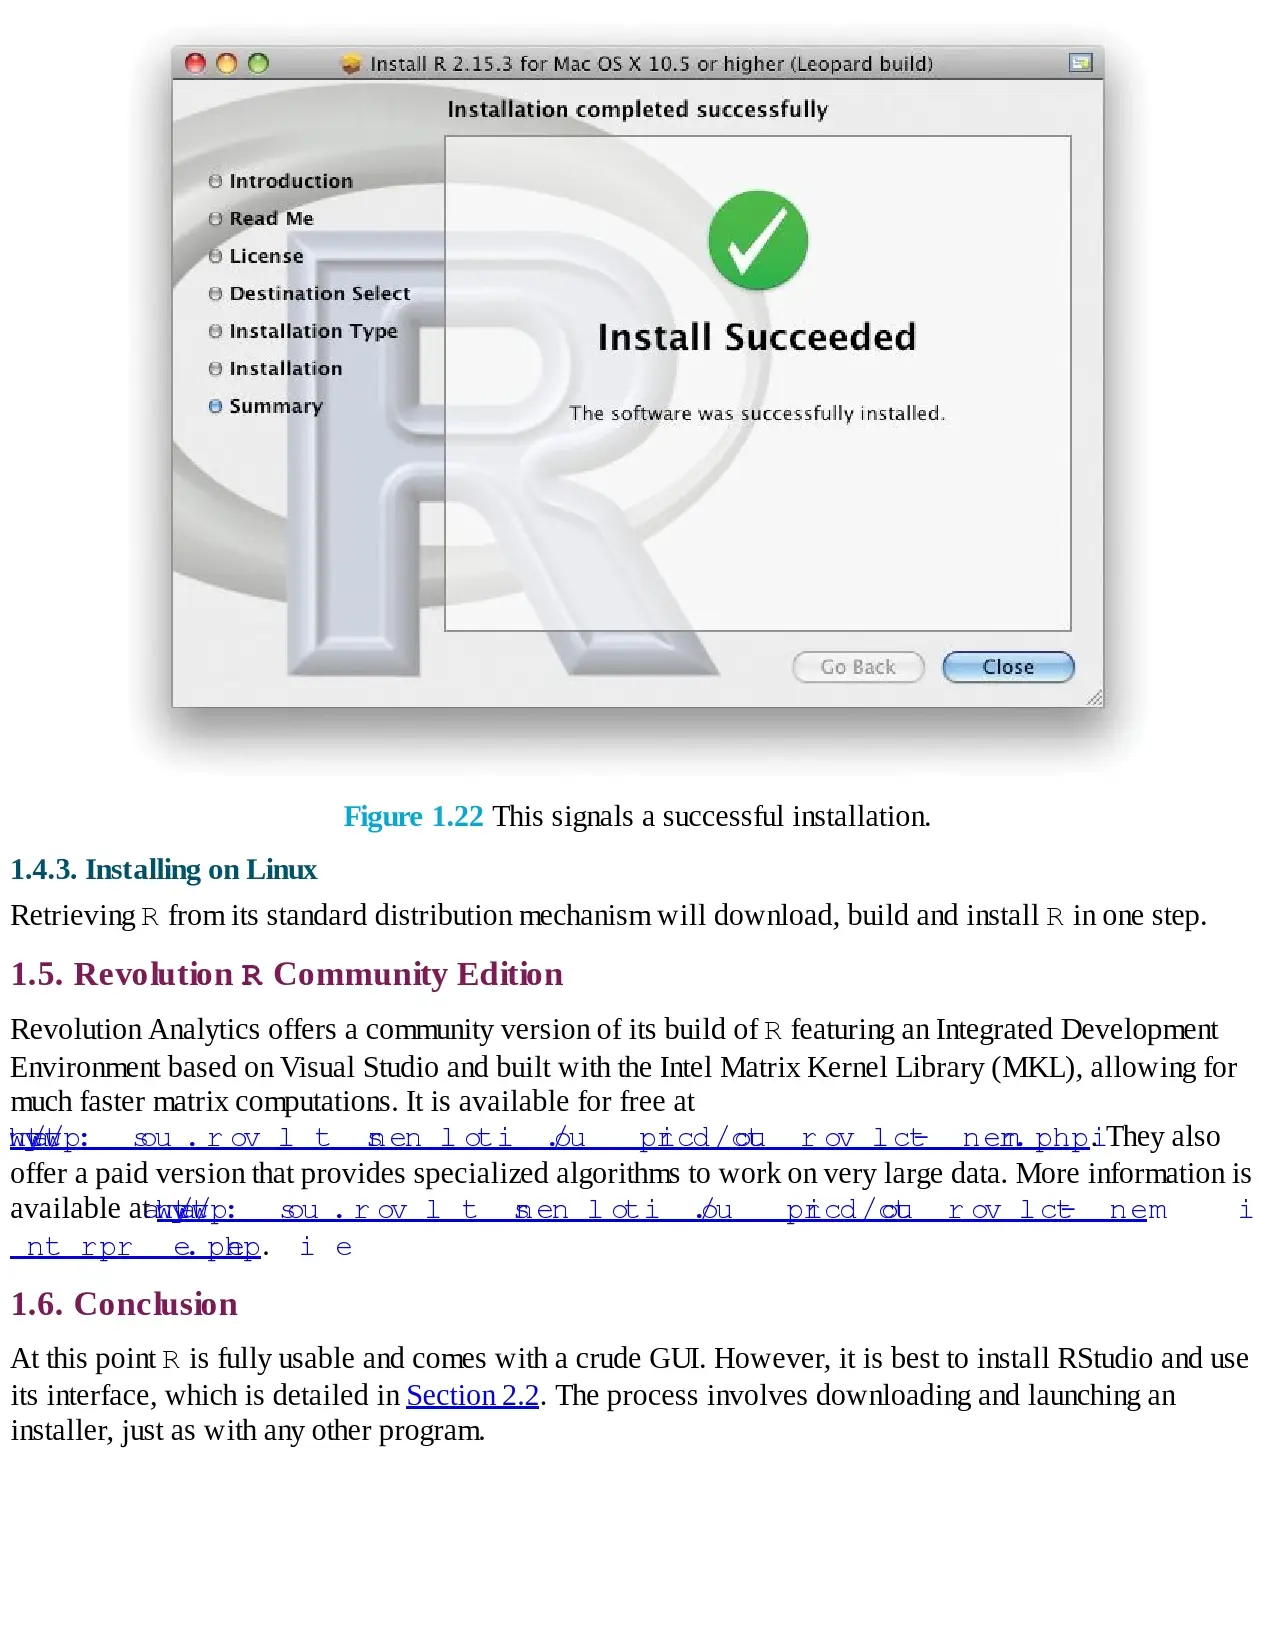 Install R 2.15.3 for Mac OS X 10.5 or higher (Leopard build)
Installation completed successfully
Introduction
Read Me
License
Destination Select
Installation Type
Installation
Summary
Install Succeeded
The software was successfully installed.
Go Back
Close
Figure 1.22 This signals a successful installation.
1.4.3. Installing on Linux
Retrieving R from its standard distribution mechanism will download, build and install R in one step.
1.5. Revolution R Community Edition
Revolution Analytics offers a community version of its build of R featuring an Integrated Development
Environment based on Visual Studio and built with the Intel Matrix Kernel Library (MKL), allowing for
much faster matrix computations. It is available for free at
They also
offer a paid version that provides specialized algorithms to work on very large data. More information is
available at
1.6. Conclusion
At this point R is fully usable and comes with a crude GUI. However, it is best to install RStudio and use
its interface, which is detailed in Section 2.2. The process involves downloading and launching an
installer, just as with any other program.